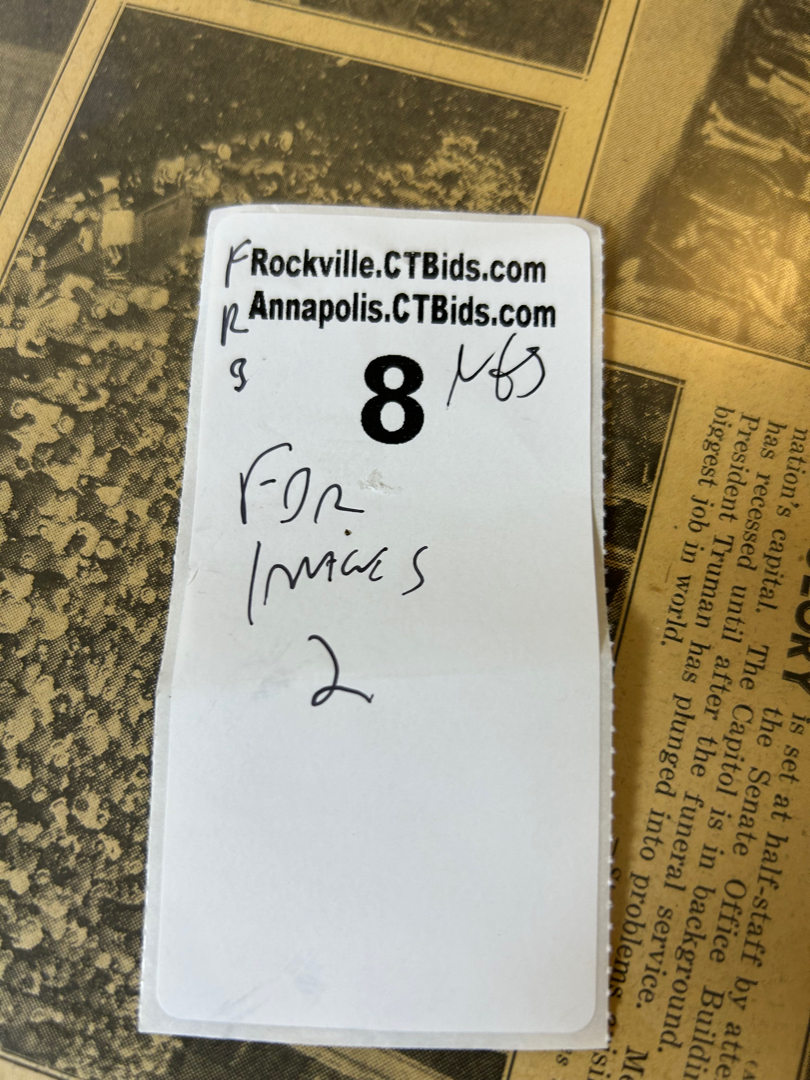 F Rockville.CTBids.com
R Annapolis.CTBids.com
9 8
FDR
IMAGES
2
is set at half-staff by
nation's capital. The Senate Office
has recessed until the Capitol is in background.
President Truman after the funeral service.
biggest job in world. has plunged into problems